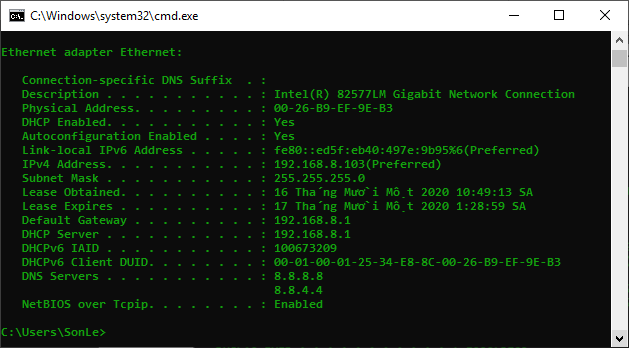 C:\Windows\system32\cmd.exe
Ethernet adapter Ethernet:
Connection-specific DNS Suffix  . :
Description . . . . . . . . . . . : Intel(R) 82577LM Gigabit Network Connection
Physical Address. . . . . . . . . : 00-26-B9-EF-9E-B3
DHCP Enabled. . . . . . . . . . . : Yes
Autoconfiguration Enabled . . . . : Yes
Link-local IPv6 Address . . . . . : fe80::ed5f:eb40:497e:9b95%6(Preferred)
IPv4 Address. . . . . . . . . . . : 192.168.8.103(Preferred)
Subnet Mask . . . . . . . . . . . : 255.255.255.0
Lease Obtained. . . . . . . . . . : 16 Tháng Mười Một 2020 10:49:13 SA
Lease Expires . . . . . . . . . . : 17 Tháng Mười Một 2020 1:28:59 SA
Default Gateway . . . . . . . . . : 192.168.8.1
DHCP Server . . . . . . . . . . . : 192.168.8.1
DHCPv6 IAID . . . . . . . . . . . : 100673209
DHCPv6 Client DUID. . . . . . . . : 00-01-00-01-25-34-E8-8C-00-26-B9-EF-9E-B3
DNS Servers . . . . . . . . . . . : 8.8.8.8
8.8.4.4
NetBIOS over Tcpip. . . . . . . . : Enabled
C:\Users\SonLe>